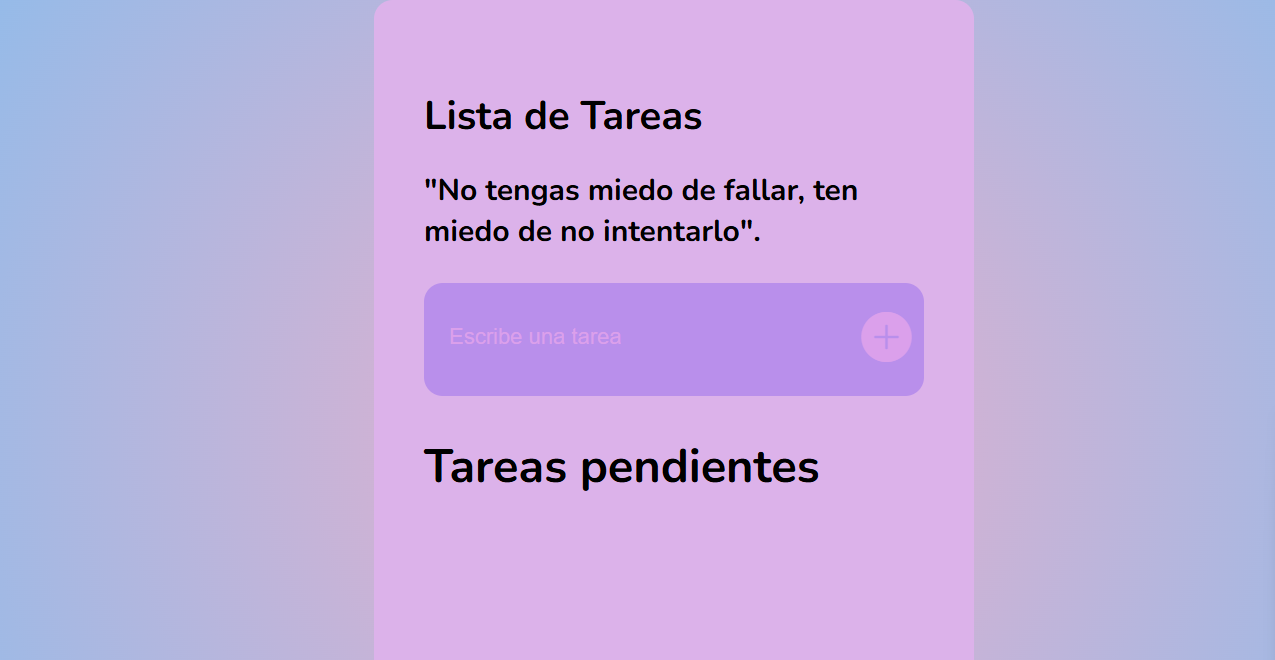 Lista de Tareas
"No tengas miedo de fallar, ten
miedo de no intentarlo".
Escribe una tarea
Tareas pendientes